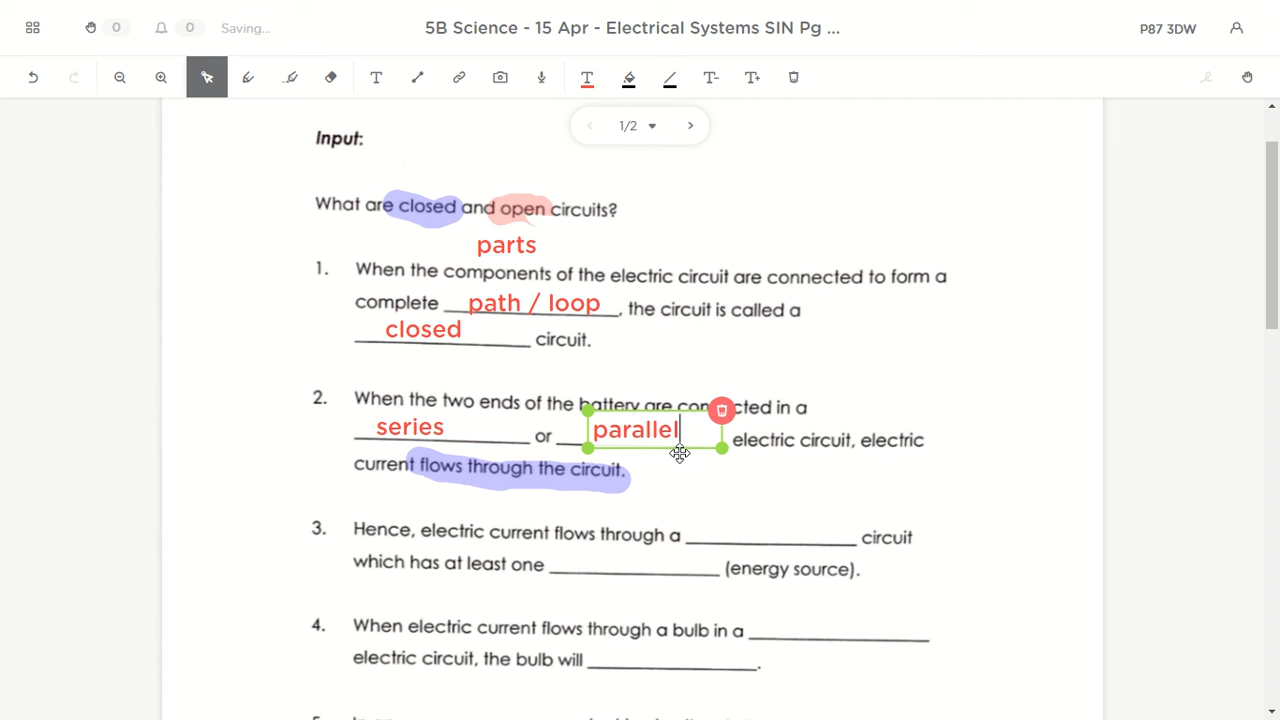 0
0
Saving...
5B Science - 15 Apr - Electrical Systems SIN Pg ...
P87 3DW
1/2
Input:
What are closed and open circuits?
parts
1. When the components of the electric circuit are connected to form a
complete path / loop, the circuit is called a
closed circuit.
2. When the two ends of the battery are connected in a
series or parallel electric circuit, electric
current flows through the circuit.
3. Hence, electric current flows through a ________ circuit
which has at least one ________ (energy source).
4. When electric current flows through a bulb in a ________
electric circuit, the bulb will ________.